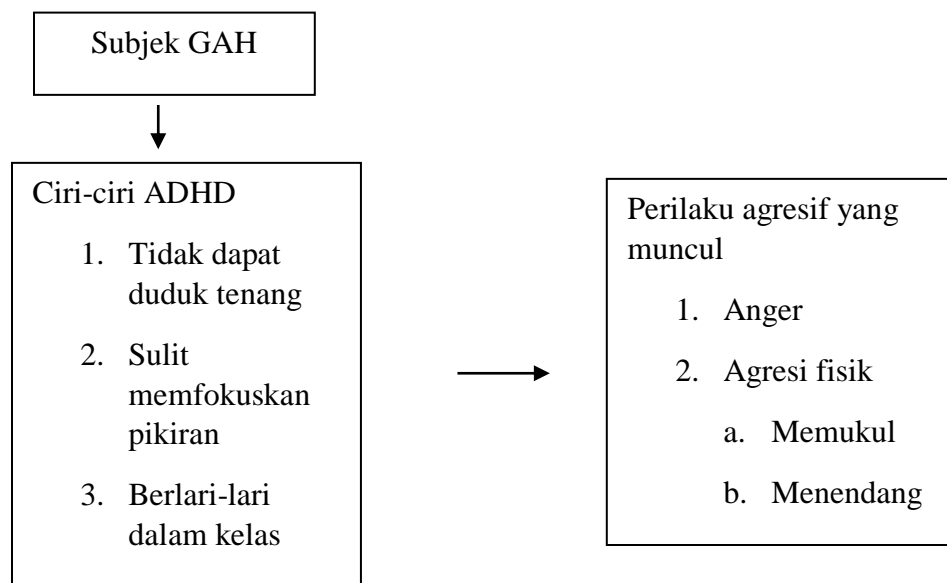 Subjek GAH
Ciri-ciri ADHD
1. Tidak dapat
duduk tenang
2. Sulit
memfokuskan
pikiran
3. Berlari-lari
dalam kelas
Perilaku agresif yang
muncul
1. Anger
2. Agresi fisik
a. Memukul
b. Menendang